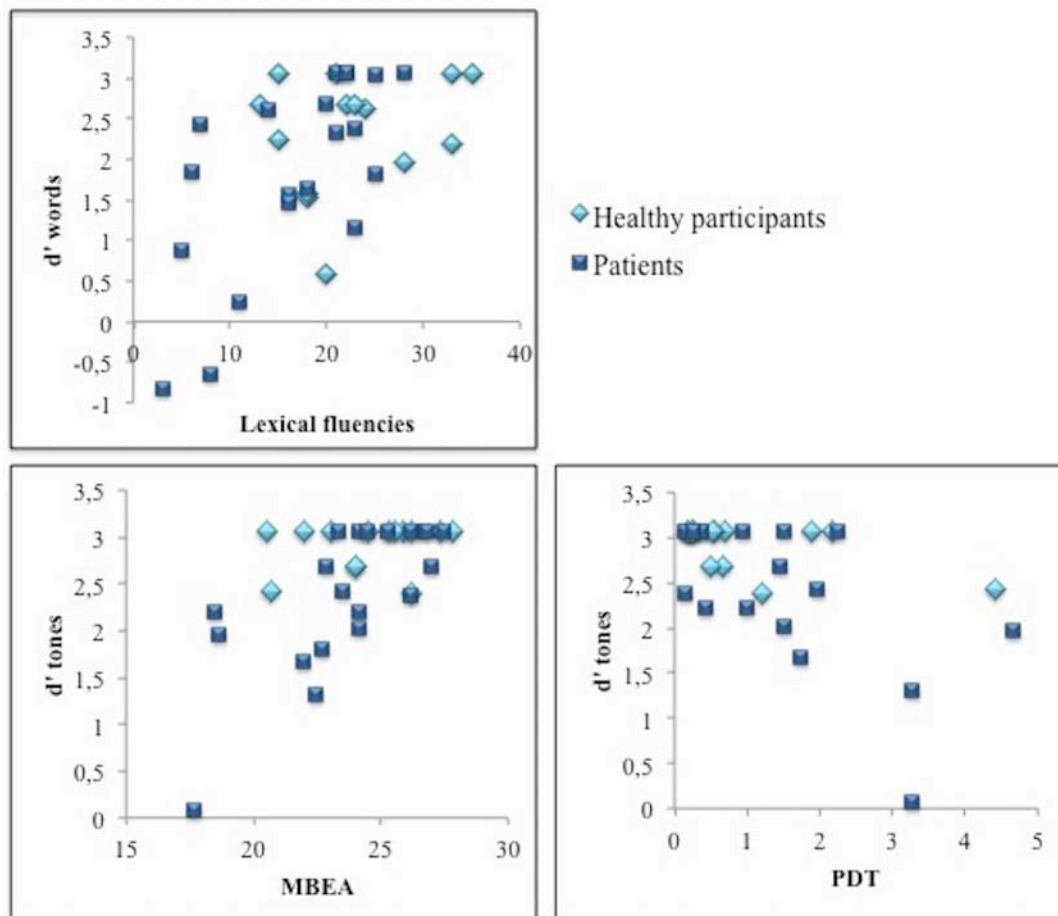 3,5
3
2,5
2
1,5
1
0,5
0
-0,5
-1
d' words
0 10 20 30 40
Lexical fluencies
Healthy participants
Patients
3,5
3
2,5
2
1,5
1
0,5
0
d' tones
15 20 25 30
MBEA
3,5
3
2,5
2
1,5
1
0,5
0
d' tones
0 1 2 3 4 5
PDT